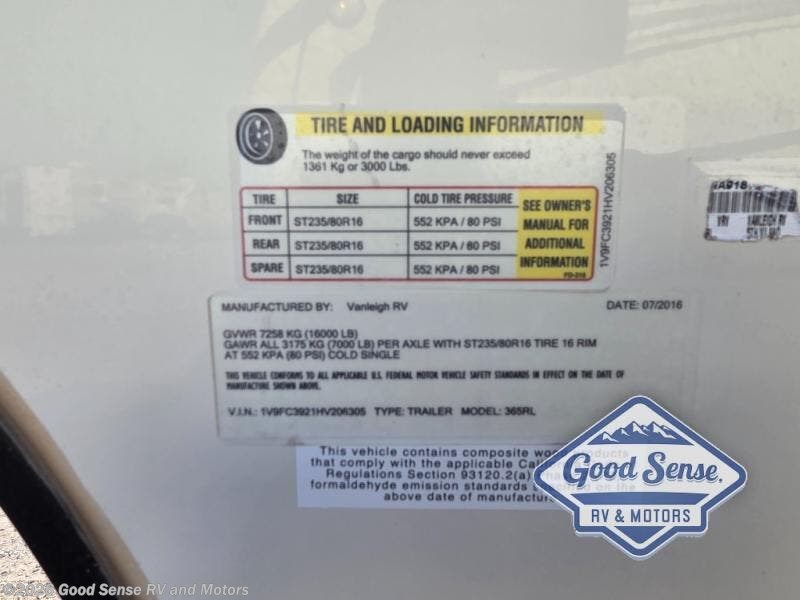 TIRE AND LOADING INFORMATION
The weight of the cargo should never exceed
1361 Kg or 3000 Lbs.
TIRE SIZE COLD TIRE PRESSURE SEE OWNER'S
FRONT ST235/80R16 552 KPA / 80 PSI MANUAL FOR
REAR ST235/80R16 552 KPA / 80 PSI ADDITIONAL
SPARE ST235/80R16 552 KPA / 80 PSI INFORMATION
1V9FC3921HV206305
MANUFACTURED BY: Vanleigh RV DATE: 07/2016
GVWR 7258 KG (16000 LB)
GAWR ALL 3175 KG (7000 LB) PER AXLE WITH ST235/80R16 TIRE 16 RIM
AT 552 KPA (80 PSI) COLD SINGLE
THIS VEHICLE CONFORMS TO ALL APPLICABLE U.S. FEDERAL MOTOR VEHICLE SAFETY STANDARDS IN EFFECT ON THE DATE OF
MANUFACTURE SHOWN ABOVE.
V.I.N.: 1V9FC3921HV206305 TYPE: TRAILER MODEL: 365RL
This vehicle contains composite wood products
that comply with the applicable
Regulations Section 93120.2(a)
formaldehyde emission standards on the
above date of
Good Sense.
RV & MOTORS
Good Sense RV and Motors